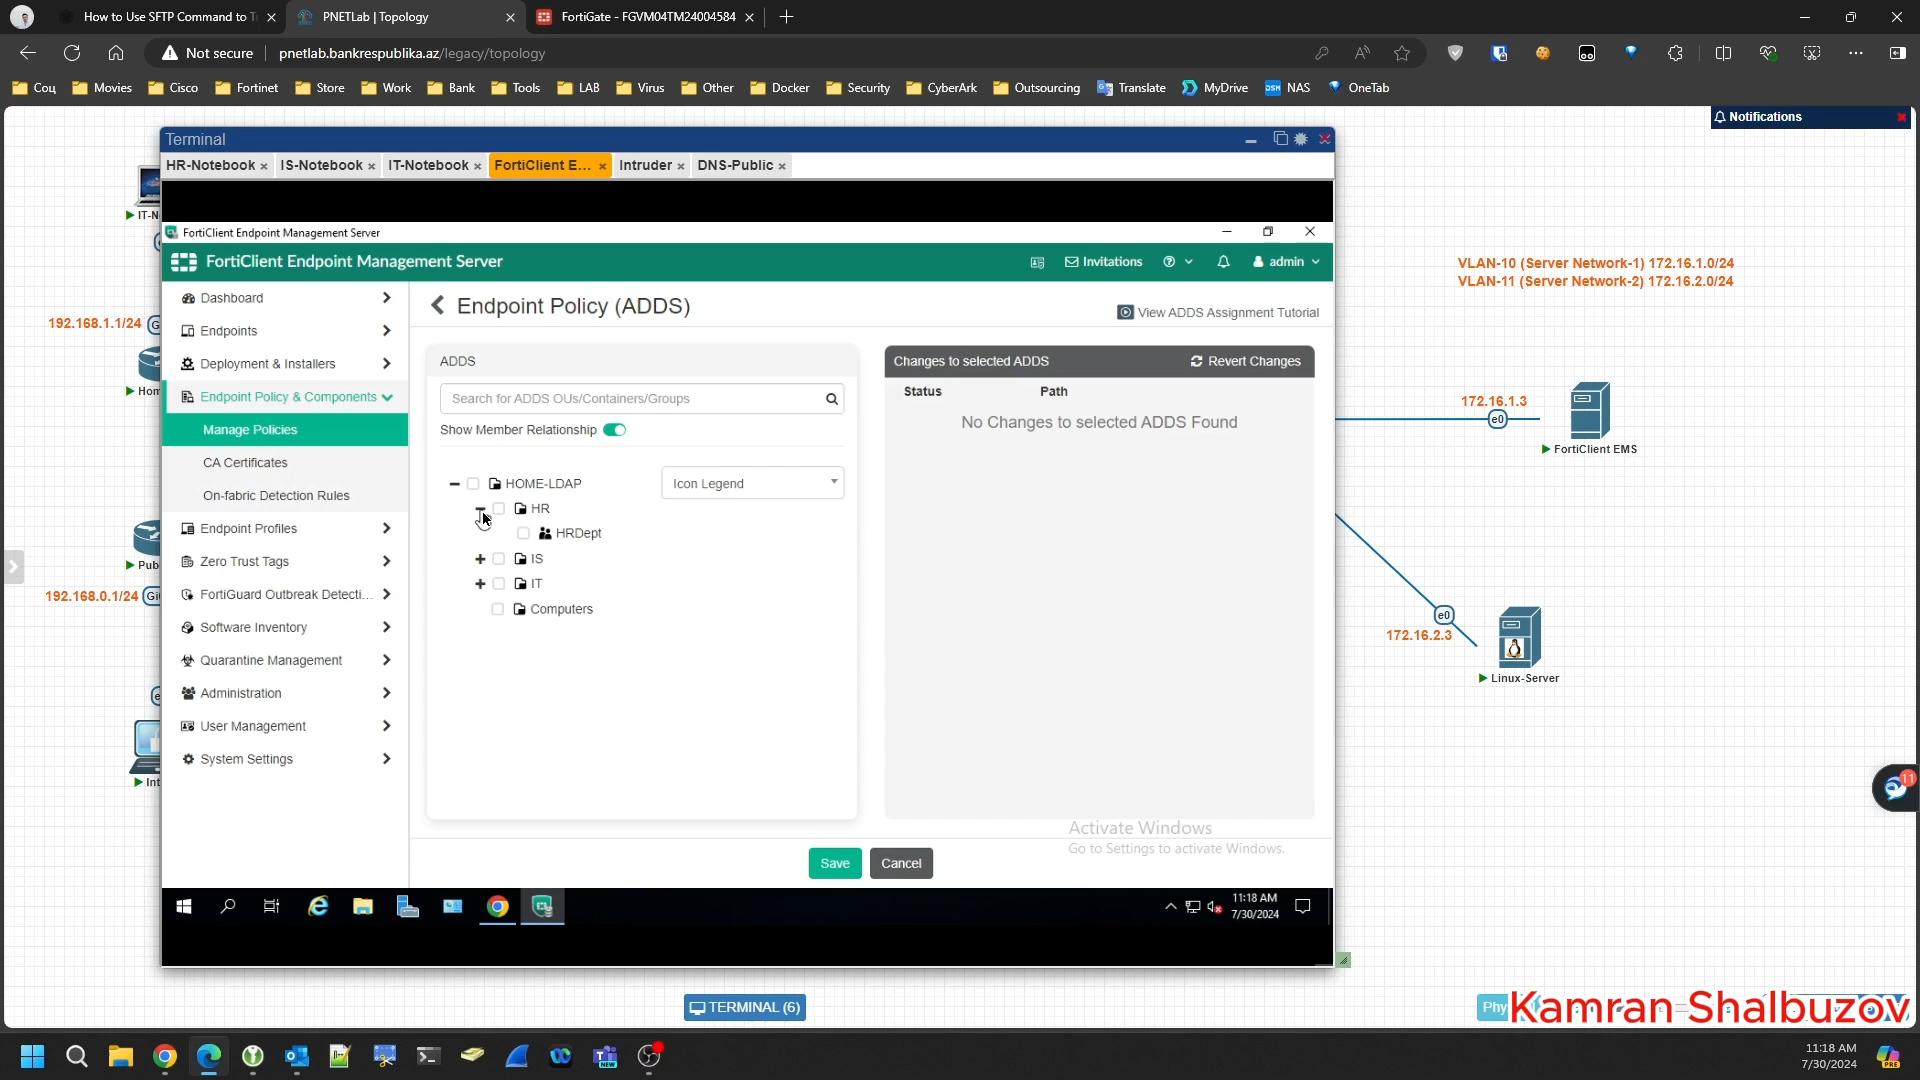 How to Use SFTP Command to T
PNETLab | Topology
FortiGate - FGVM04TM24004584
Not secure
pnetlab.bankrespublika.az/legacy/topology
Соц
Movies
Cisco
Fortinet
Store
Work
Bank
Tools
LAB
Virus
Other
Docker
Security
CyberArk
Outsourcing
Translate
MyDrive
NAS
OneTab
Notifications
Terminal
HR-Notebook
IS-Notebook
IT-Notebook
FortiClient E...
Intruder
DNS-Public
FortiClient Endpoint Management Server
FortiClient Endpoint Management Server
Invitations
admin
Dashboard
Endpoints
Deployment & Installers
Endpoint Policy & Components
Manage Policies
CA Certificates
On-fabric Detection Rules
Endpoint Profiles
Zero Trust Tags
FortiGuard Outbreak Detecti...
Software Inventory
Quarantine Management
Administration
User Management
System Settings
Endpoint Policy (ADDS)
View ADDS Assignment Tutorial
ADDS
Search for ADDS OUs/Containers/Groups
Show Member Relationship
HOME-LDAP
Icon Legend
HR
HRDept
IS
IT
Computers
Changes to selected ADDS
Revert Changes
Status
Path
No Changes to selected ADDS Found
Activate Windows
Go to Settings to activate Windows.
Save
Cancel
11:18 AM
7/30/2024
IT-N
192.168.1.1/24
G
Hom
Pub
192.168.0.1/24
Gi
e
Int
VLAN-10 (Server Network-1) 172.16.1.0/24
VLAN-11 (Server Network-2) 172.16.2.0/24
172.16.1.3
e0
FortiClient EMS
e0
172.16.2.3
Linux-Server
11
TERMINAL (6)
Phy
Kamran Shalbuzov
11:18 AM
7/30/2024